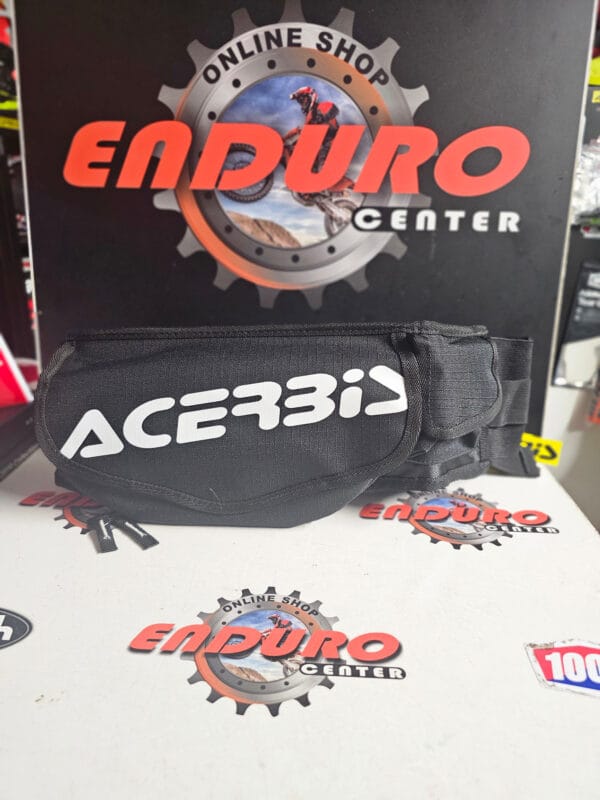 ONLINE SHOP
ENDURO
CENTER
ACERBIS
ENDURO
CENTER
ONLINE SHOP
ENDURO
CENTER
100